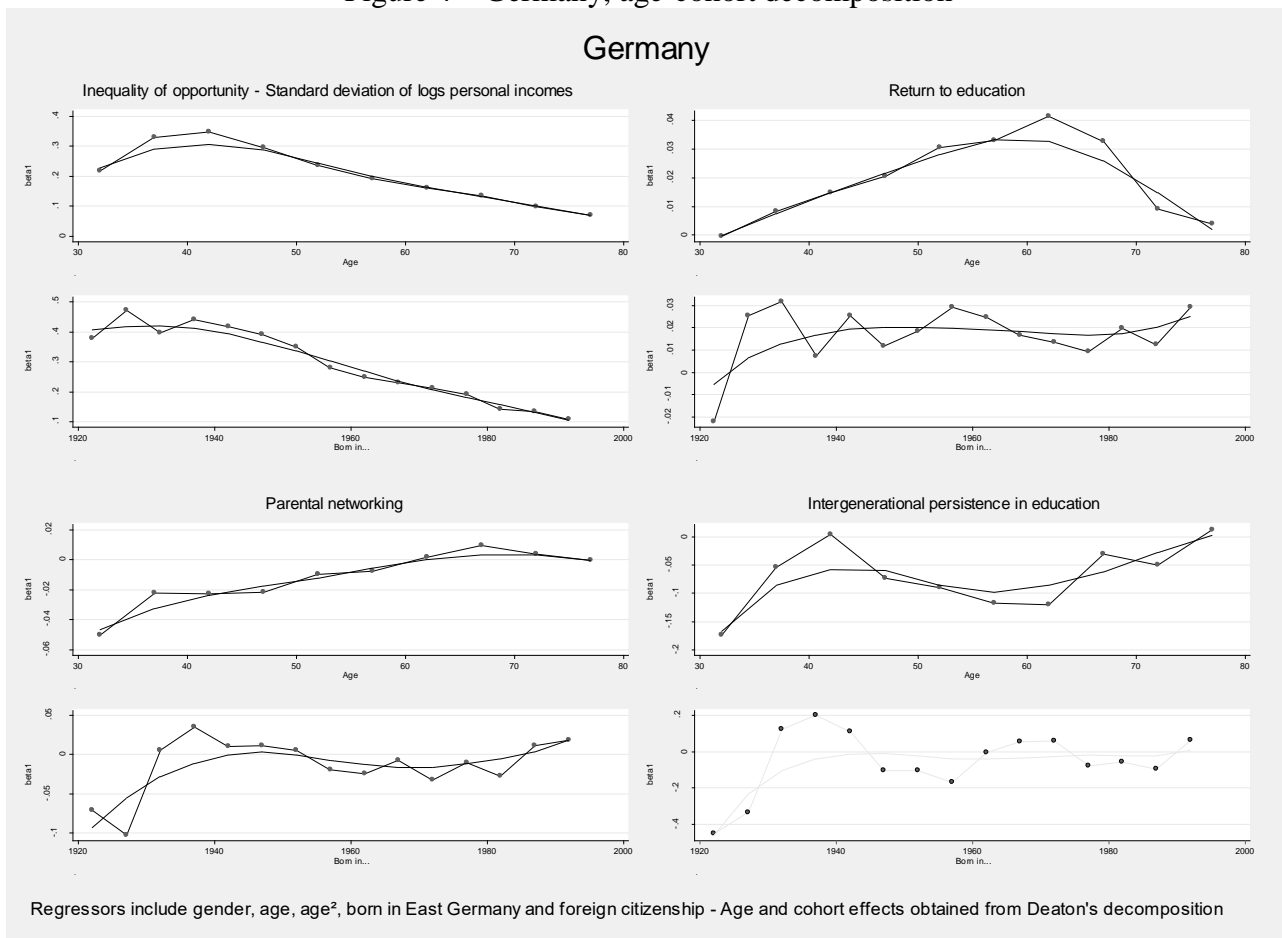 Figure Germany, age-cohort decomposition
Germany
Inequality of opportunity - Standard deviation of logs personal incomes
beta1
0 .1 .2 .3 .4
30 40 50 60 70 80
Age
beta1
.1 .2 .3 .4 .5
1920 1940 1960 1980 2000
Born in...
Return to education
beta1
0 .01 .02 .03 .04
30 40 50 60 70 80
Age
beta1
-.02 -.01 0 .01 .02 .03
1920 1940 1960 1980 2000
Born in...
Parental networking
beta1
-.06 -.04 -.02 0 .02
30 40 50 60 70 80
Age
beta1
-.1 -.05 0 .05
1920 1940 1960 1980 2000
Born in...
Intergenerational persistence in education
beta1
-.2 -.15 -.1 -.05 0
30 40 50 60 70 80
Age
beta1
-.4 -.2 0 .2
1920 1940 1960 1980 2000
Born in...
Regressors include gender, age, age², born in East Germany and foreign citizenship - Age and cohort effects obtained from Deaton's decomposition